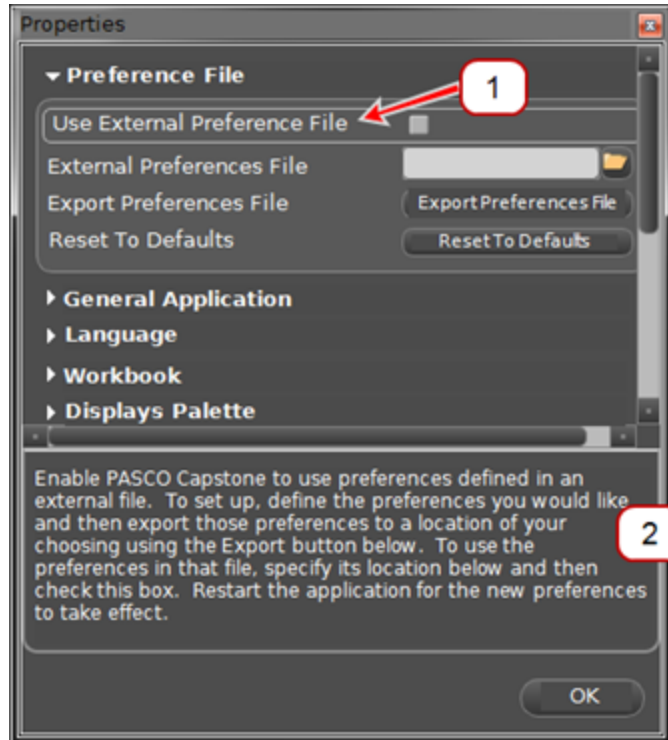 Properties
Preference File
1
Use External Preference File
External Preferences File
Export Preferences File
Export Preferences File
Reset To Defaults
Reset To Defaults
General Application
Language
Workbook
Displays Palette
Enable PASCO Capstone to use preferences defined in an
external file. To set up, define the preferences you would like
and then export those preferences to a location of your
choosing using the Export button below. To use the
preferences in that file, specify its location below and then
check this box. Restart the application for the new preferences
to take effect.
2
OK